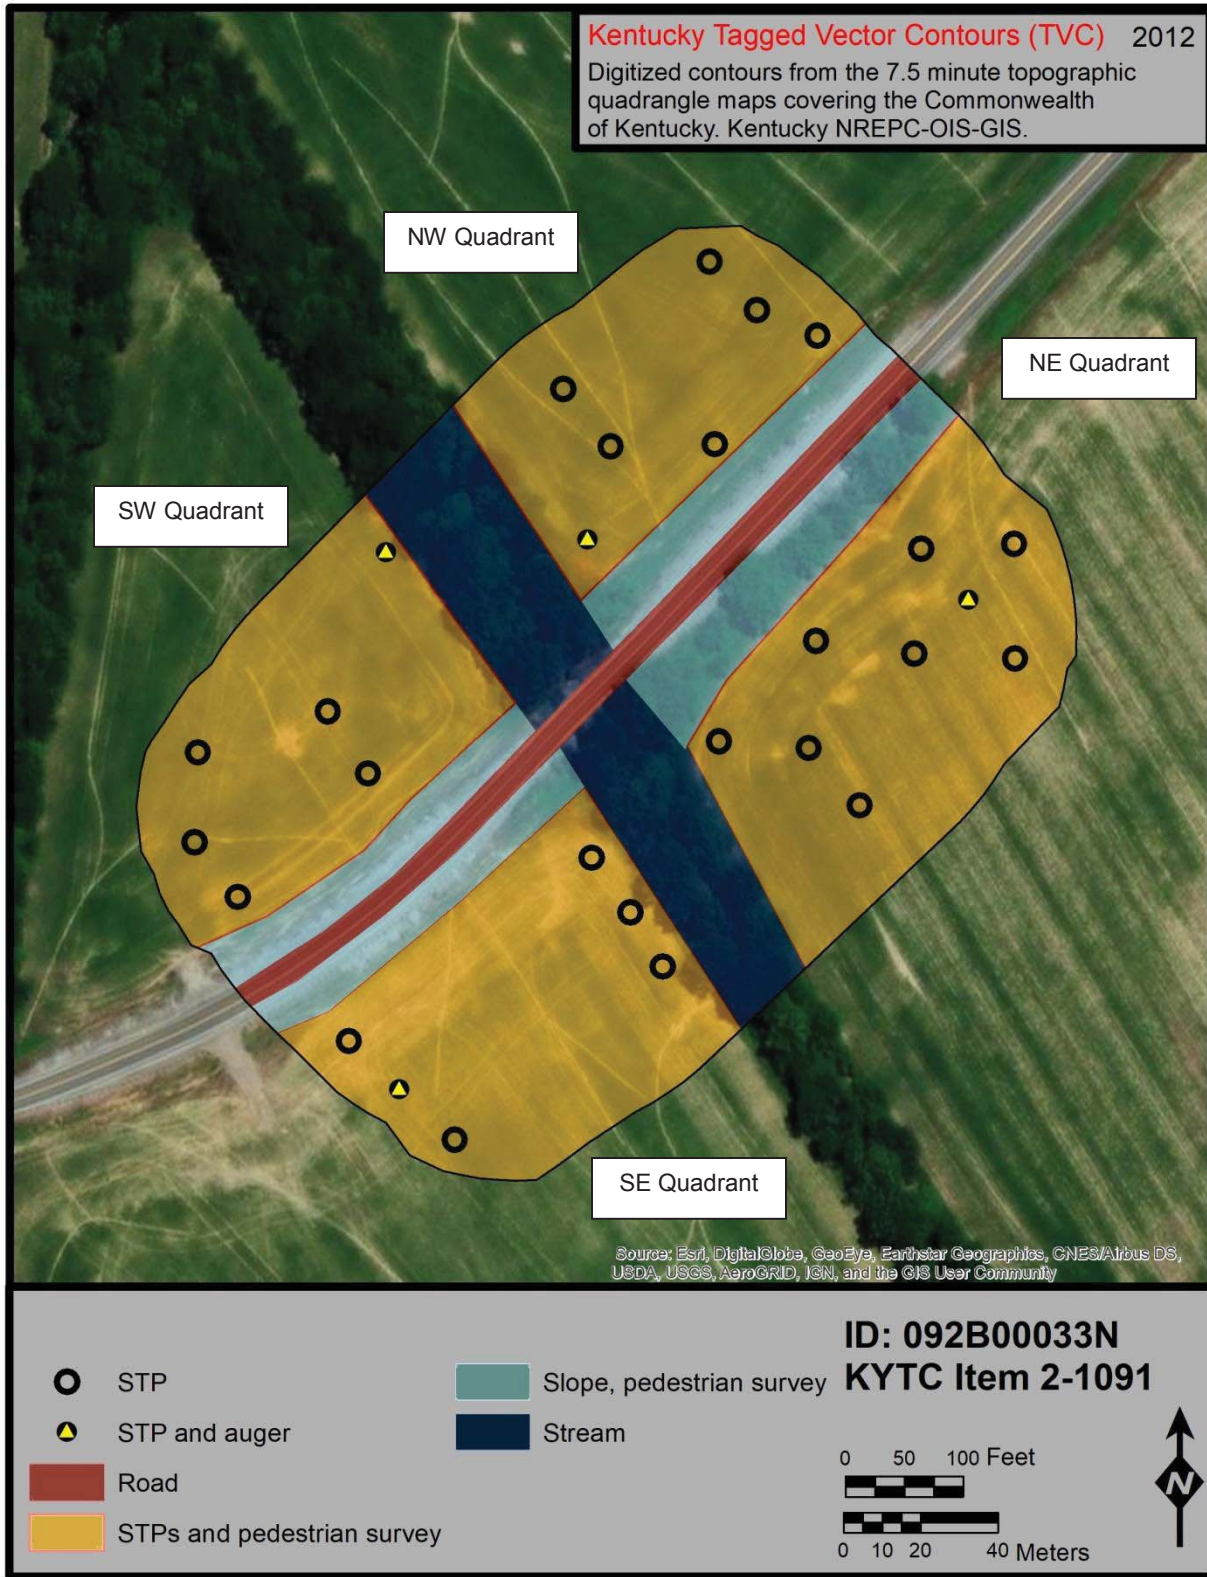 Kentucky Tagged Vector Contours (TVC) 2012
Digitized contours from the 7.5 minute topographic
quadrangle maps covering the Commonwealth
of Kentucky. Kentucky NREPC-OIS-GIS.
NW Quadrant
NE Quadrant
SW Quadrant
SE Quadrant
Source: Esri, DigitalGlobe, GeoEye, Earthstar Geographics, CNES/Airbus DS,
USDA, USGS, AeroGRID, IGN, and the GIS User Community
STP
STP and auger
Road
STPs and pedestrian survey
Slope, pedestrian survey
Stream
ID: 092B00033N
KYTC Item 2-1091
0 50 100 Feet
0 10 20 40 Meters
N